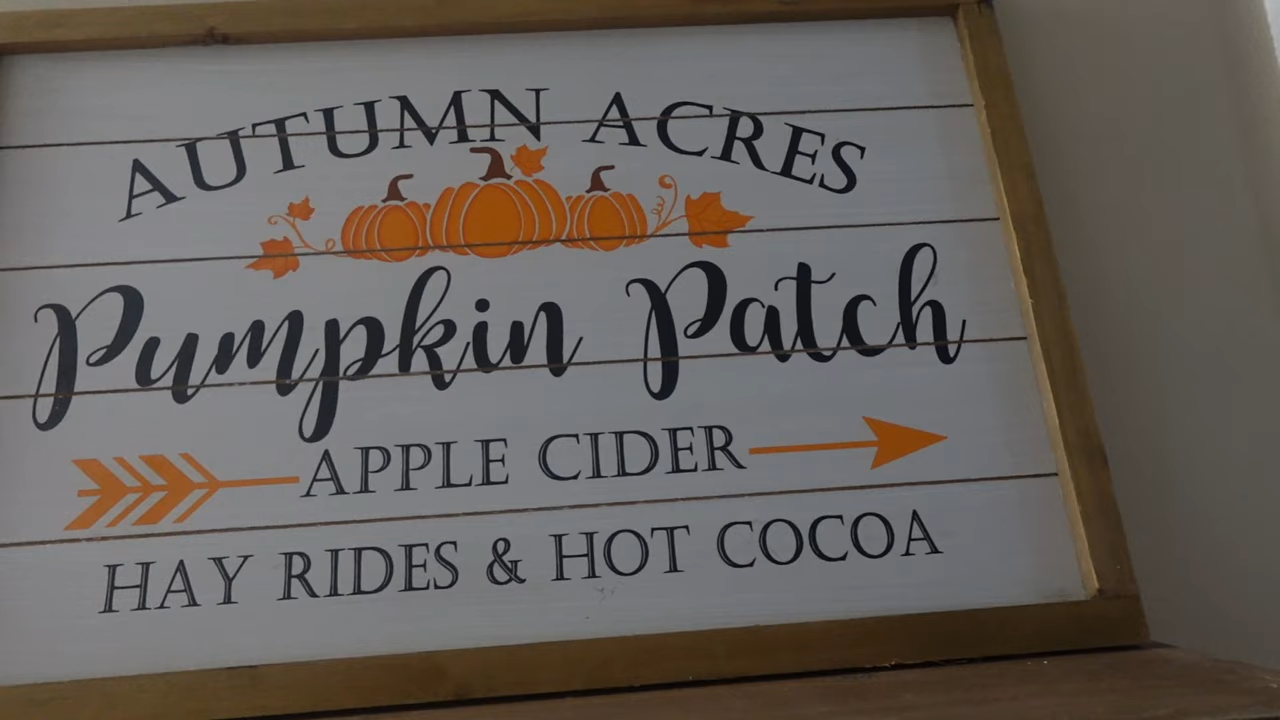 AUTUMN ACRES
Pumpkin Patch
APPLE CIDER
HAY RIDES & HOT COCOA